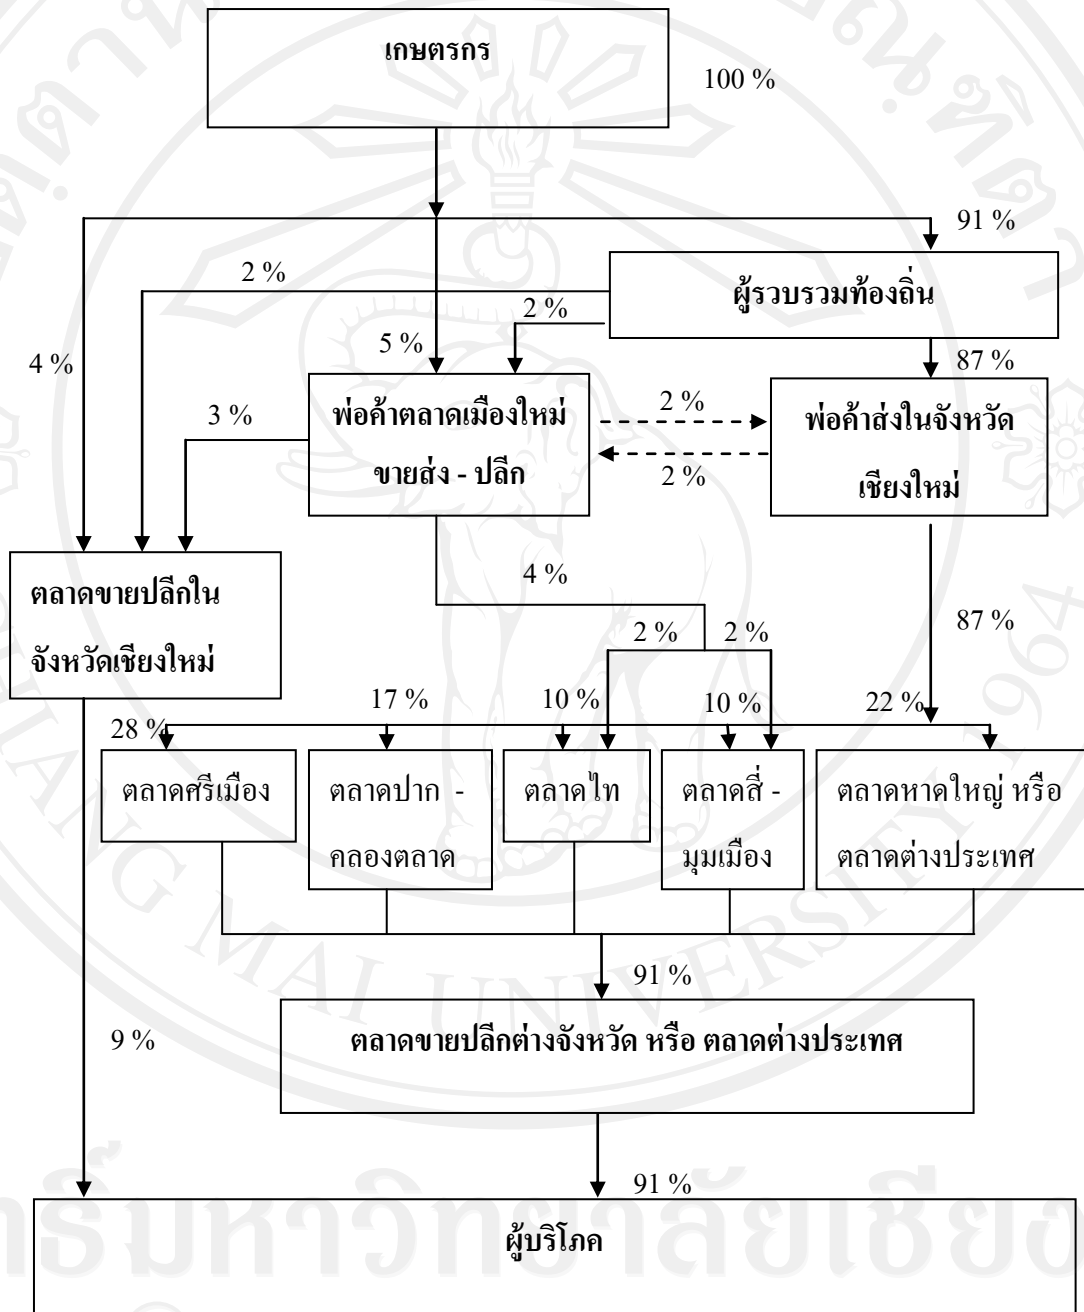 เกษตรกร
100 %
91 %
2 %
ผู้รวบรวมท้องถิ่น
2 %
4 %
5 %
87 %
3 %
พ่อค้าตลาดเมืองใหม่
ขายส่ง - ปลีก
2 %
2 %
พ่อค้าส่งในจังหวัด
เชียงใหม่
ตลาดขายปลีกใน
จังหวัดเชียงใหม่
4 %
87 %
2 %
2 %
28 %
17 %
10 %
10 %
22 %
ตลาดศรีเมือง
ตลาดปาก -
คลองตลาด
ตลาดไท
ตลาดสี่ -
มุมเมือง
ตลาดหาดใหญ่ หรือ
ตลาดต่างประเทศ
91 %
9 %
ตลาดขายปลีกต่างจังหวัด หรือ ตลาดต่างประเทศ
91 %
ผู้บริโภค
MAI UNIVERSITY 1964